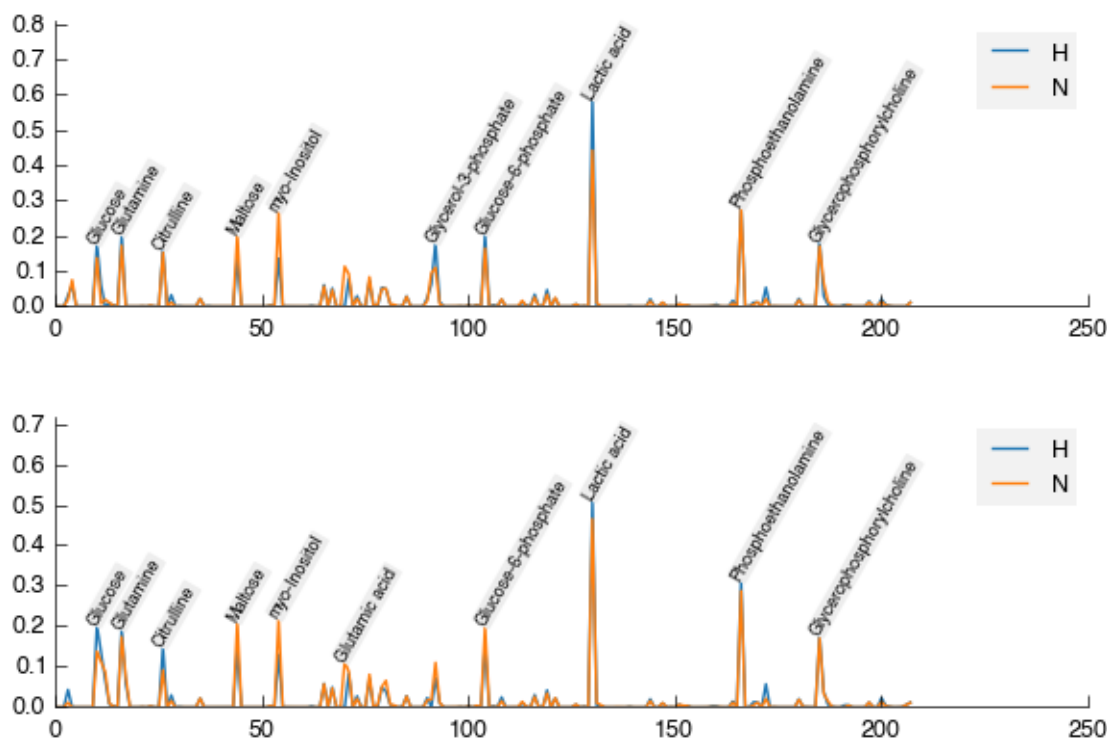 0.8
0.7
0.6
0.5
0.4
0.3
0.2
0.1
0.0
0
50
100
150
200
250
Glucose
Glutamine
Citrulline
Maltose
myo-Inositol
Glycerol-3-phosphate
Glucose-6-phosphate
Lactic acid
Phosphoethanolamine
Glycerophosphorylcholine
H
N
0.7
0.6
0.5
0.4
0.3
0.2
0.1
0.0
0
50
100
150
200
250
Glucose
Glutamine
Citrulline
Maltose
myo-Inositol
Glutamic acid
Glucose-6-phosphate
Lactic acid
Phosphoethanolamine
Glycerophosphorylcholine
H
N